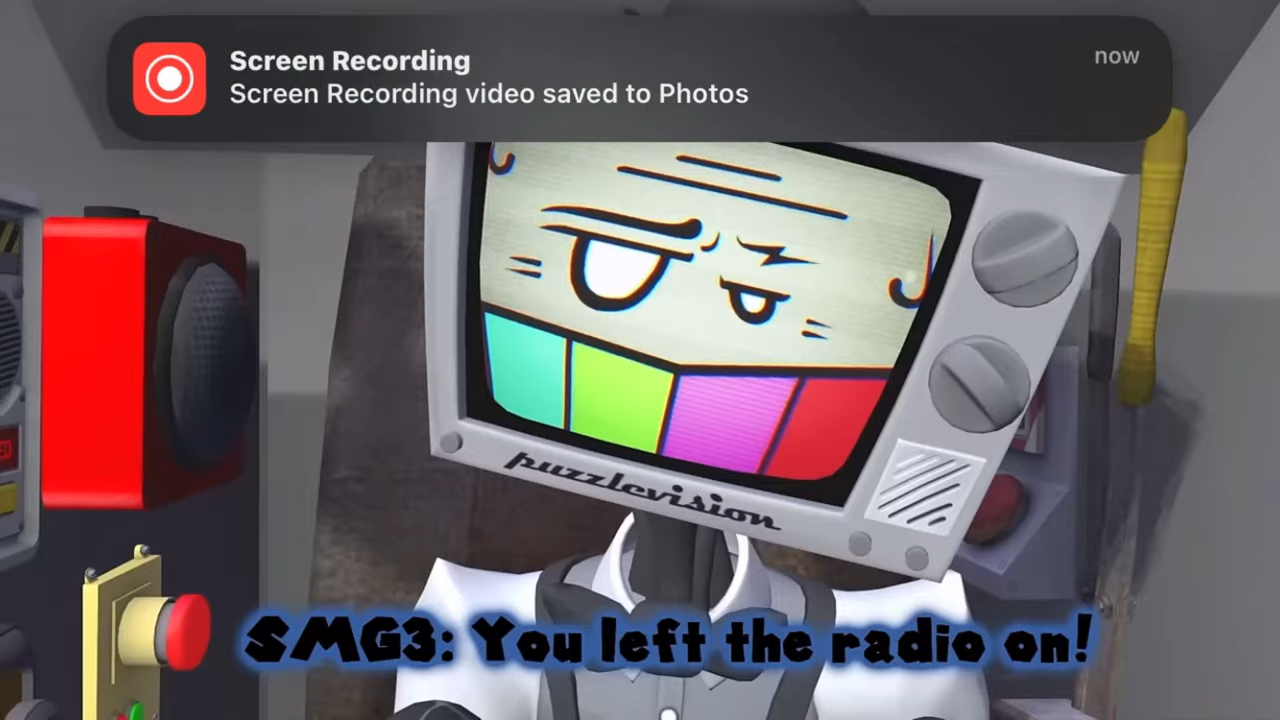 Screen Recording
now
Screen Recording video saved to Photos
puzzlevision
SMG3: You left the radio on!